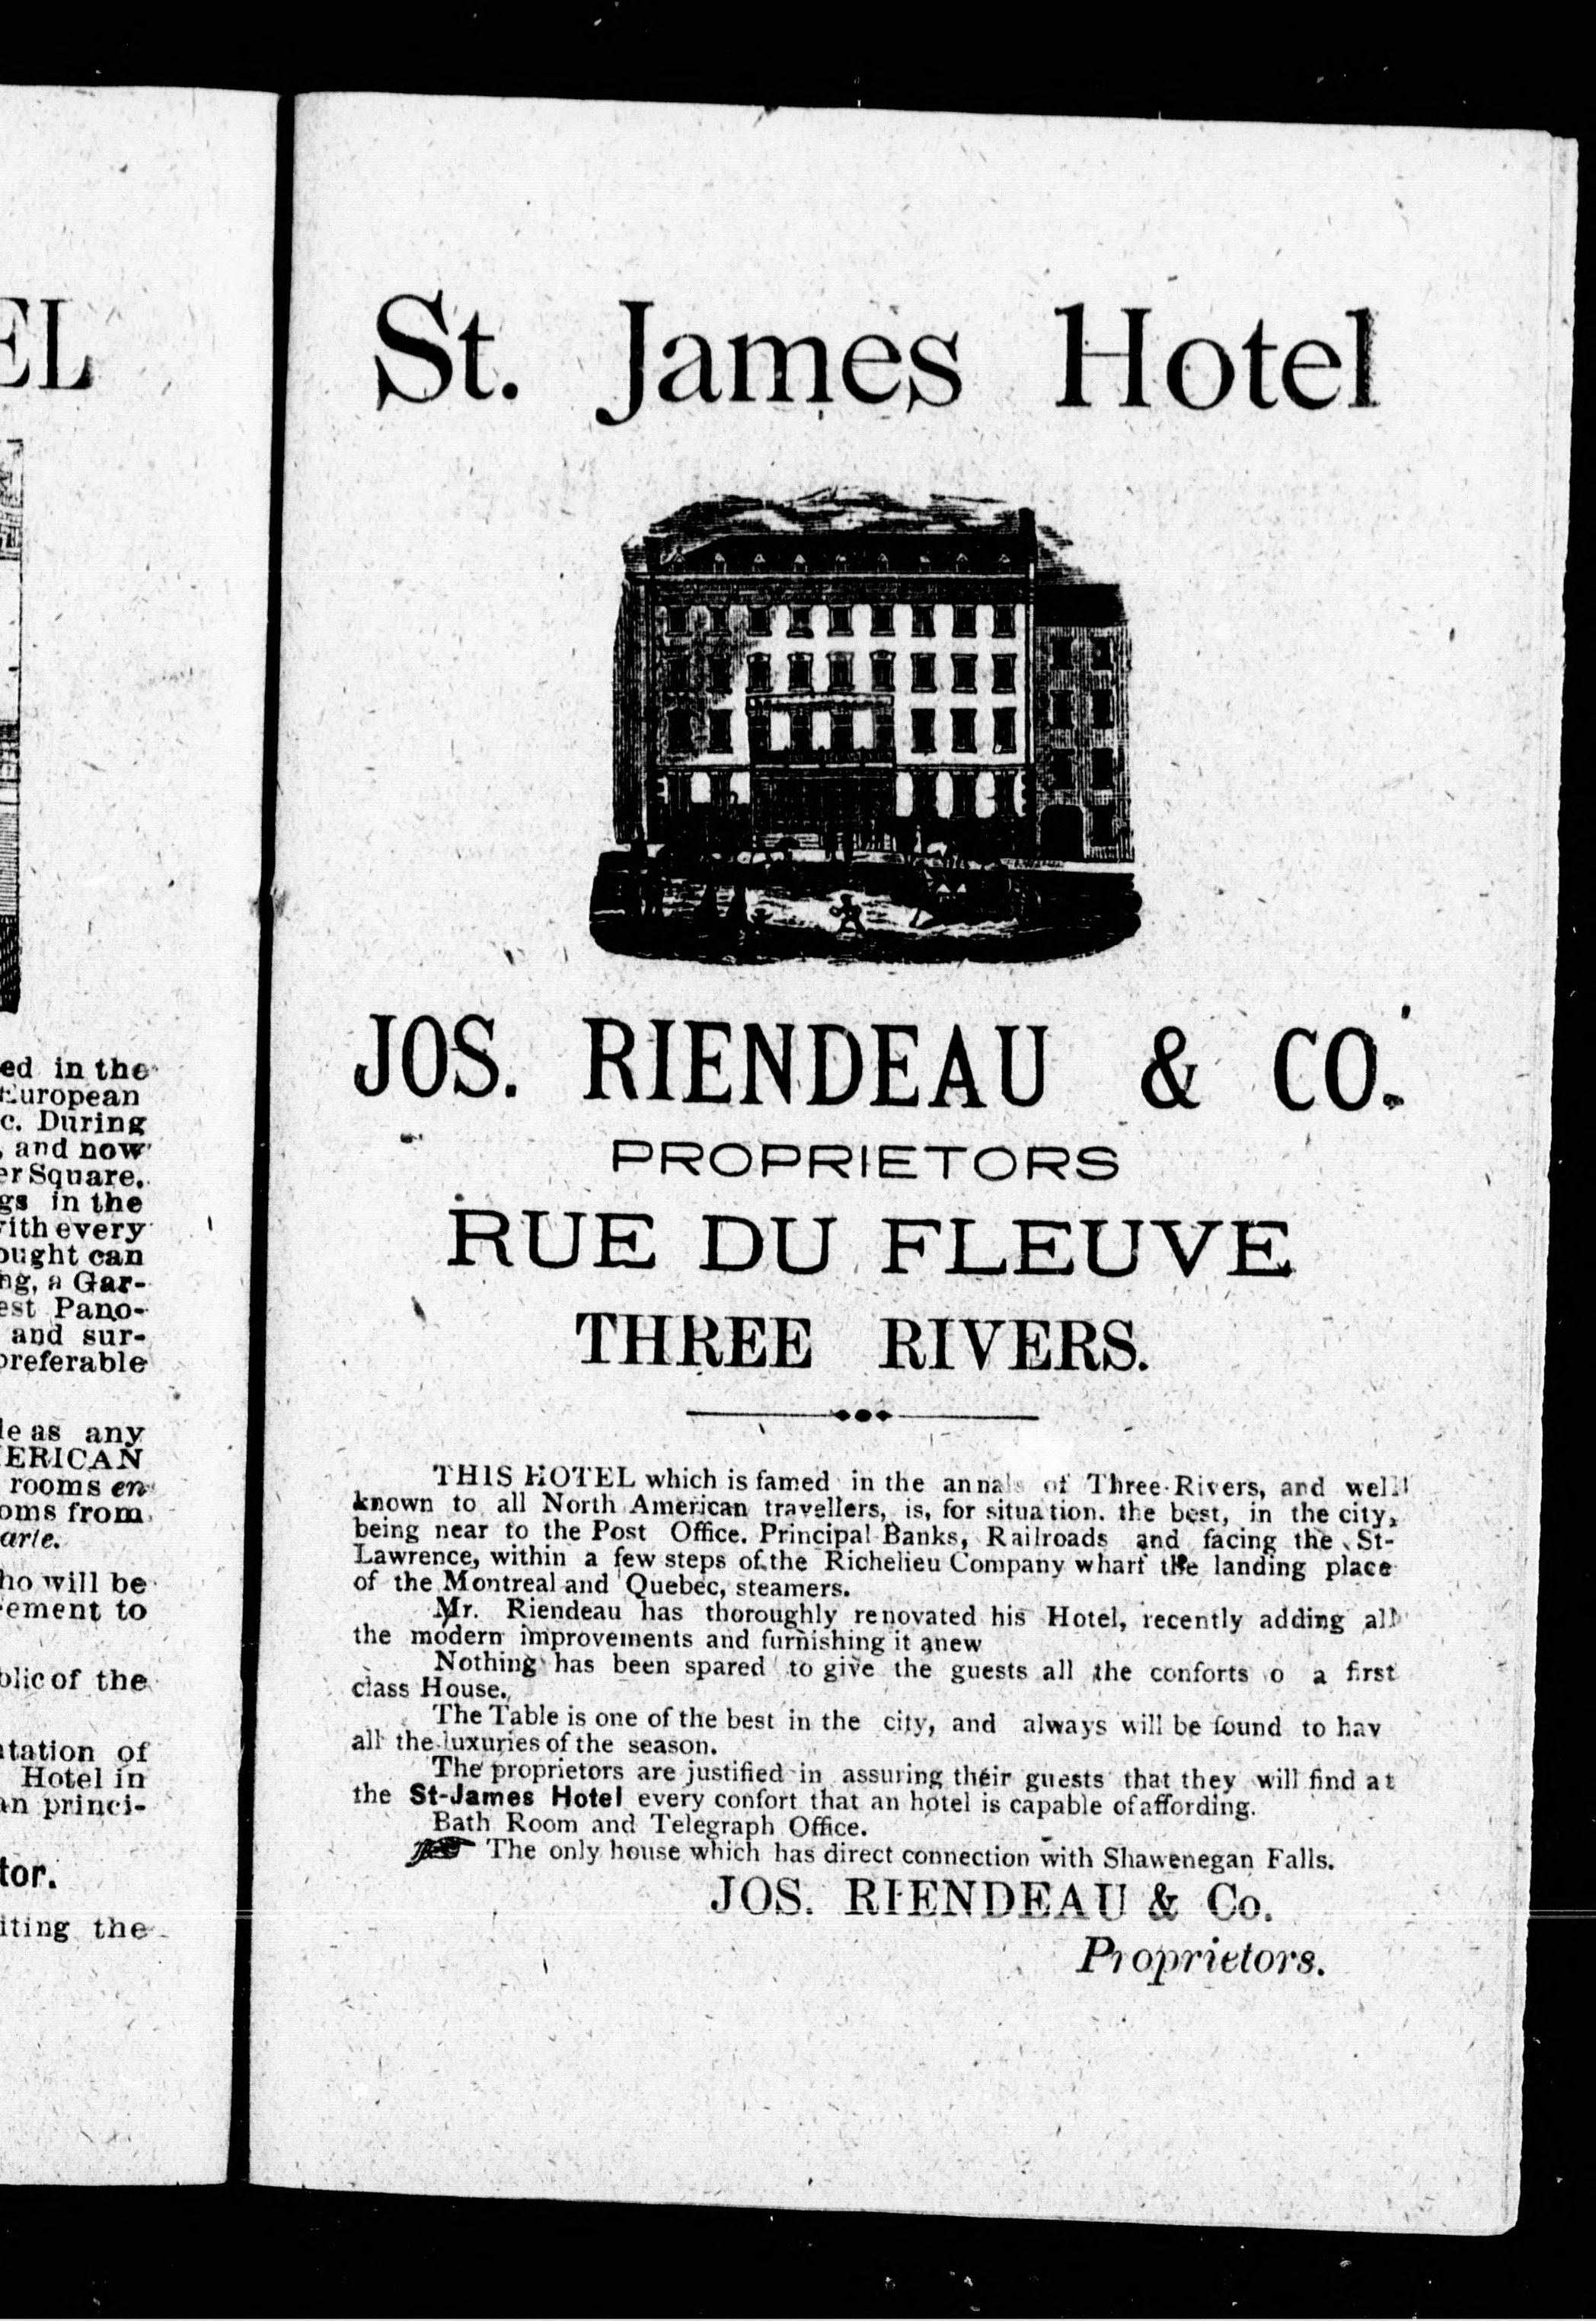 EL
ed in the
European
c. During
, and now
er Square.
gs in the
with every
ought can
ng, a Gar-
est Pano-
and sur-
preferable
le as any
MERICAN
rooms en
oms from
arte.
ho will be
ement to
blic of the
tation of
Hotel in
an princi-
tor.
iting the
St. James Hotel
JOS. RIENDEAU & CO.
PROPRIETORS
RUE DU FLEUVE
THREE RIVERS.
THIS HOTEL which is famed in the annals of Three-Rivers, and well
known to all North American travellers, is, for situation. the best, in the city,
being near to the Post Office. Principal Banks, Railroads and facing the St-
Lawrence, within a few steps of the Richelieu Company wharf the landing place
of the Montreal and Quebec, steamers.
Mr. Riendeau has thoroughly renovated his Hotel, recently adding all
the modern improvements and furnishing it anew
Nothing has been spared to give the guests all the conforts o a first
class House.
The Table is one of the best in the city, and always will be found to hav
all the luxuries of the season.
The proprietors are justified in assuring their guests that they will find at
the St-James Hotel every confort that an hotel is capable of affording.
Bath Room and Telegraph Office.
The only house which has direct connection with Shawenegan Falls.
JOS. RIENDEAU & Co.
Proprietors.